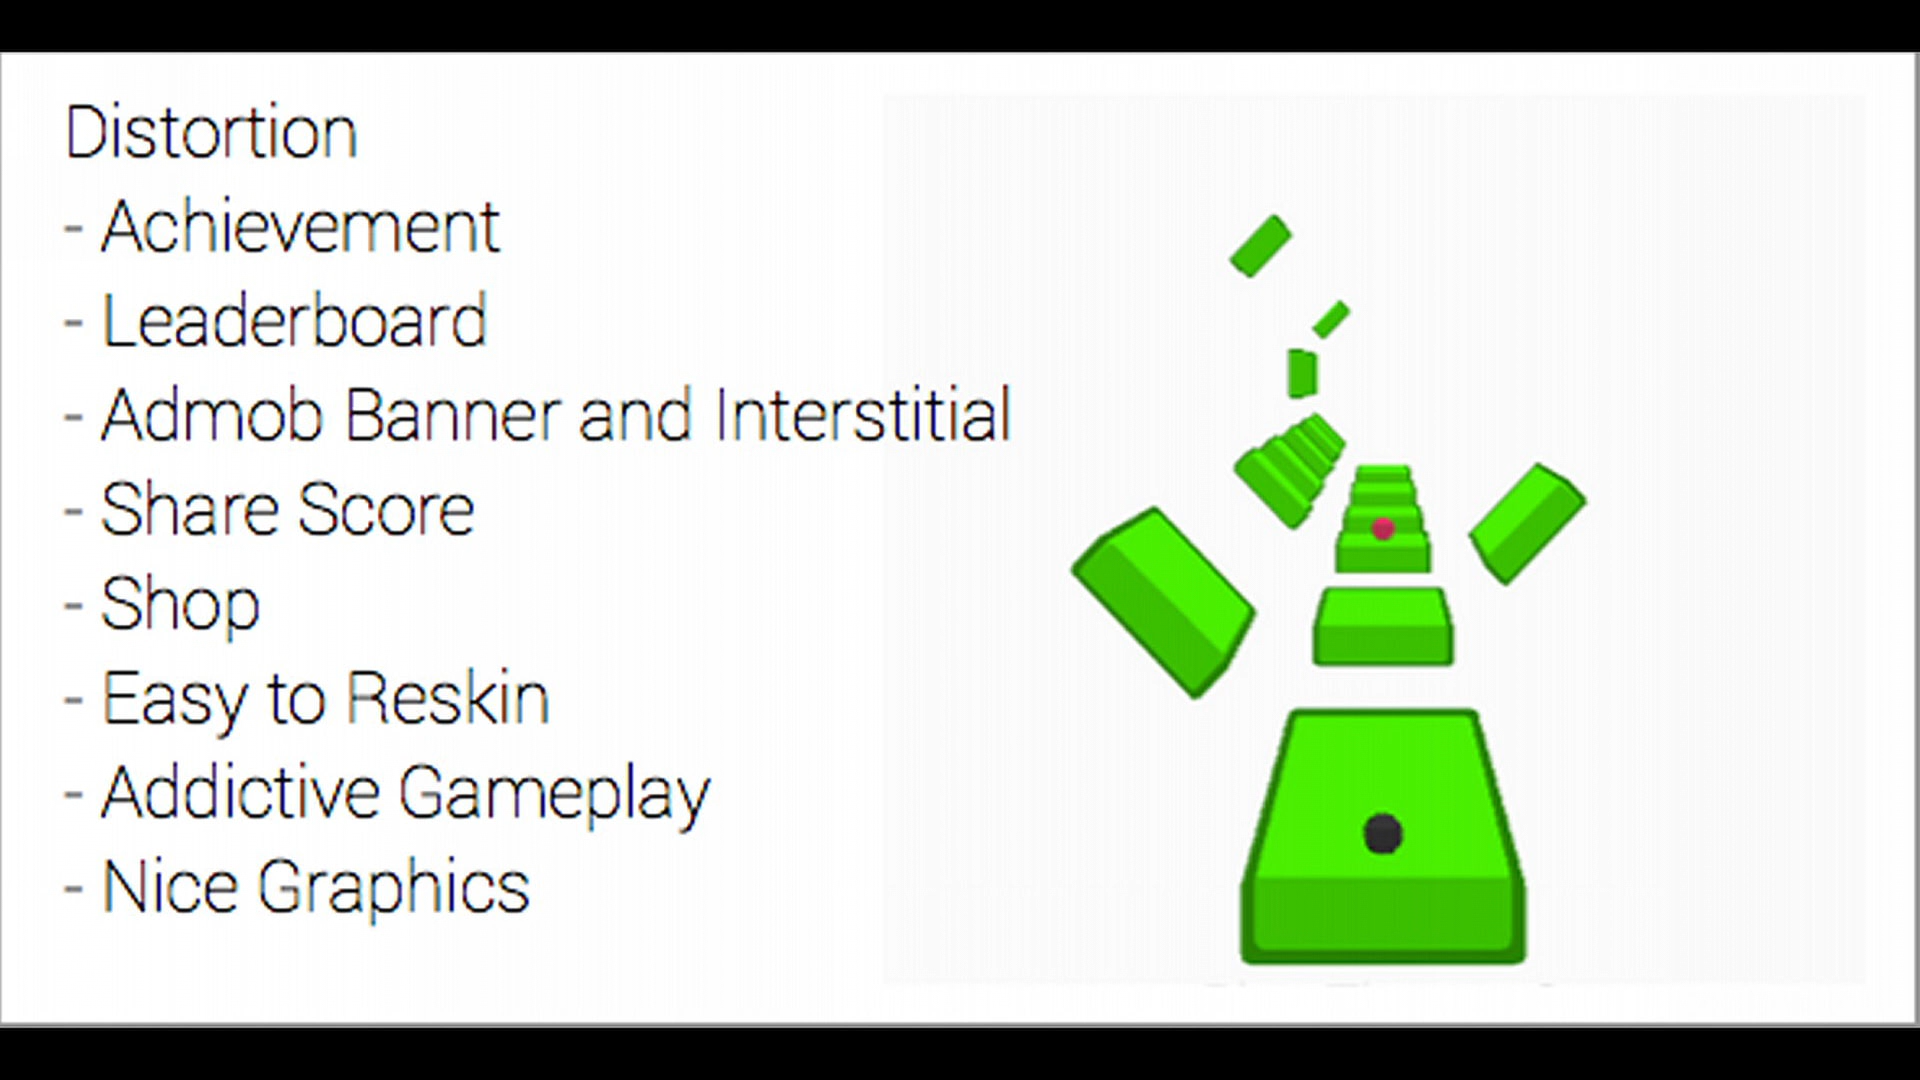 Distortion
- Achievement
- Leaderboard
- Admob Banner and Interstitial
- Share Score
- Shop
- Easy to Reskin
- Addictive Gameplay
- Nice Graphics